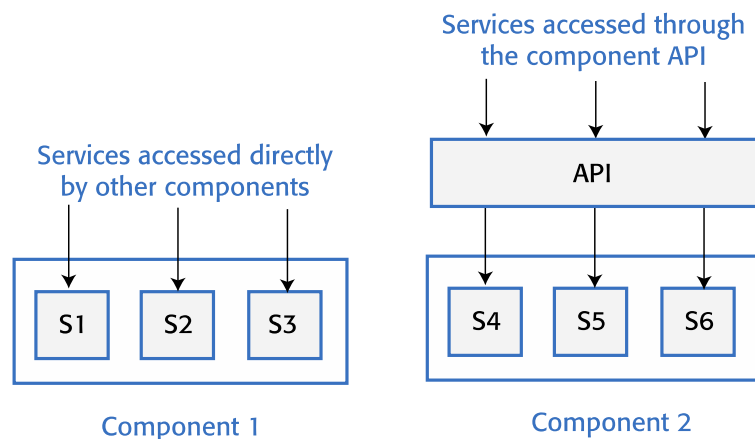 Services accessed through
the component API
API
Services accessed directly
by other components
S1
S2
S3
S4
S5
S6
Component 1
Component 2